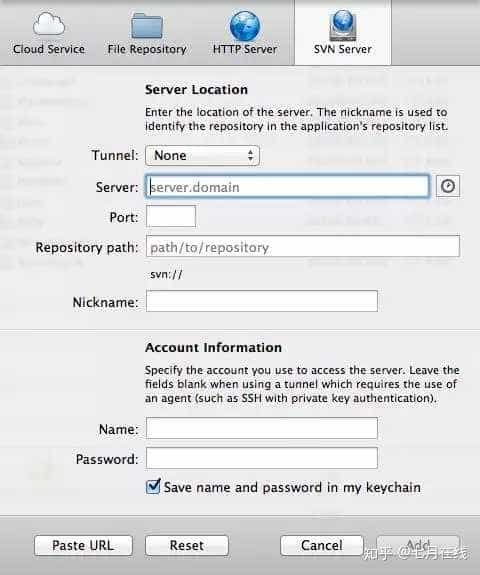 Cloud Service
File Repository
HTTP Server
SVN Server
Server Location
Enter the location of the server. The nickname is used to
identify the repository in the application's repository list.
Tunnel: None
Server: server.domain
Port:
Repository path: path/to/repository
svn://
Nickname:
Account Information
Specify the account you use to access the server. Leave the
fields blank when using a tunnel which requires the use of
an agent (such as SSH with private key authentication).
Name:
Password:
Save name and password in my keychain
Paste URL
Reset
Cancel
Add
知乎 @七月在线